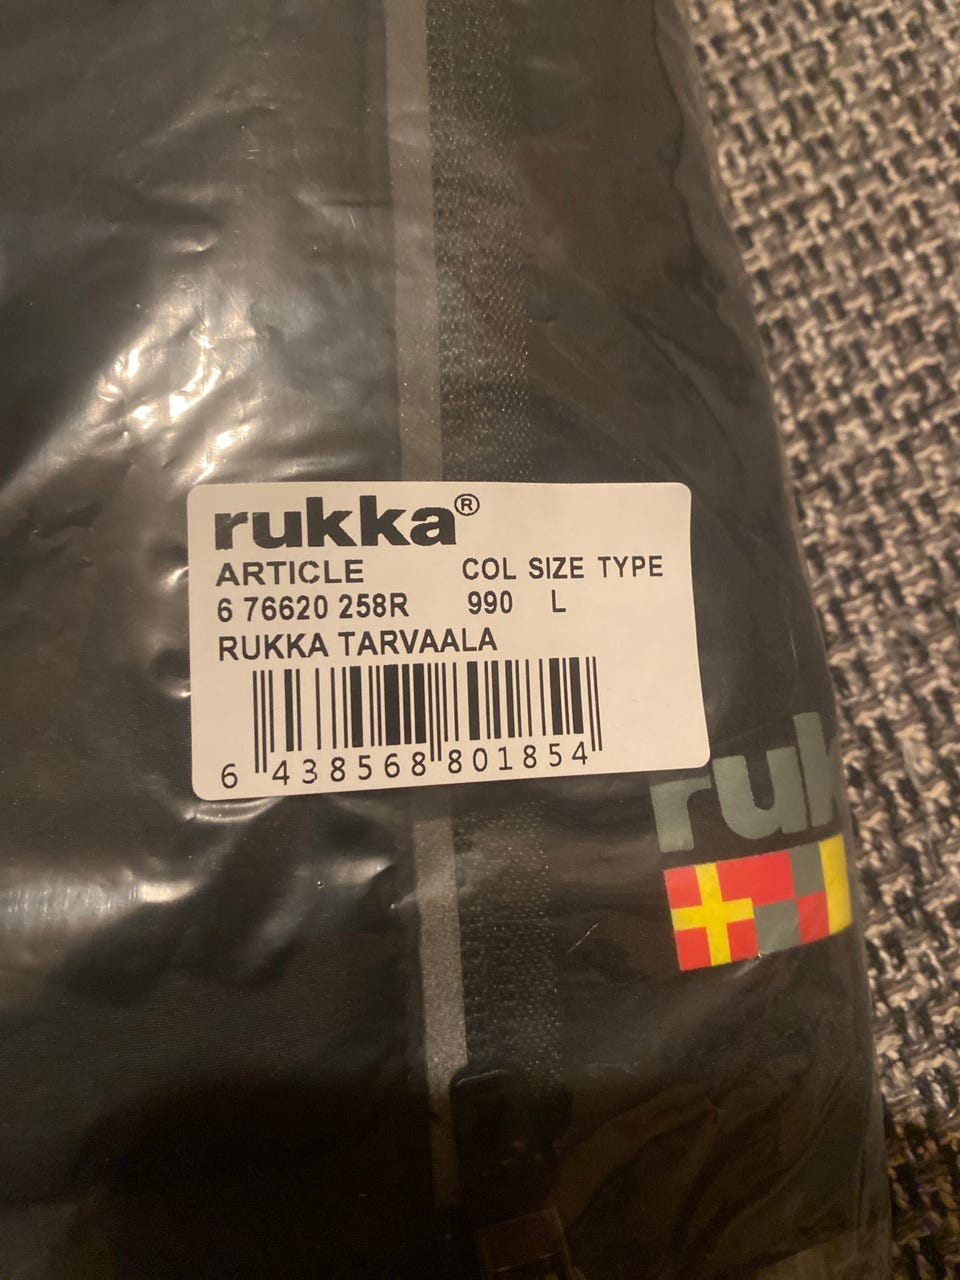 rukka®
ARTICLE COL SIZE TYPE
6 76620 258R 990 L
RUKKA TARVAALA
6 438568 801854
ruk